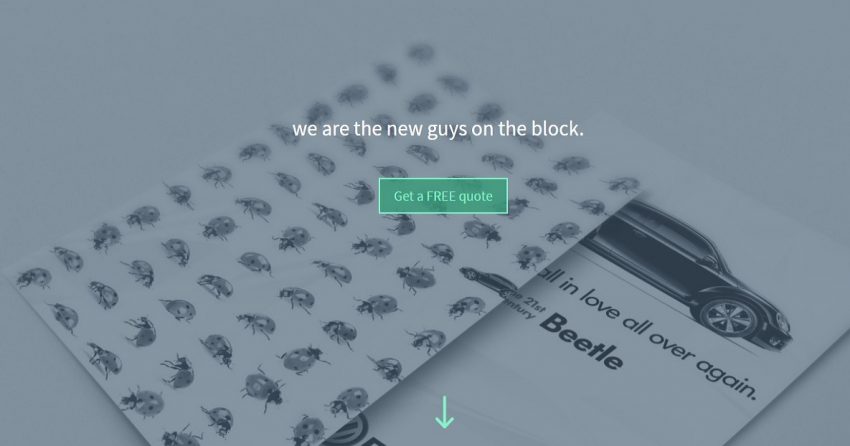 we are the new guys on the block.
Get a FREE quote
all in love all over again.
21st
Beetle